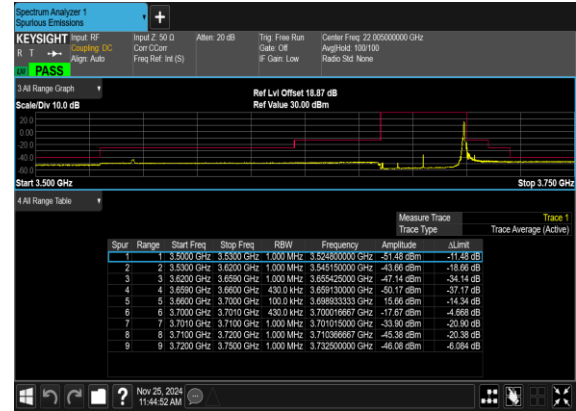 Spectrum Analyzer 1
Spurious Emissions
+
KEYSIGHT Input: RF Input Z: 50 Ω Atten: 20 dB Trig: Free Run Center Freq: 22.005000000 GHz
R T Coupling: DC Corr CCorr Gate: Off Avg|Hold: 100/100
Align: Auto Freq Ref: Int (S) IF Gain: Low Radio Std: None
PASS
3 All Range Graph Ref Lvl Offset 18.87 dB
Scale/Div 10.0 dB Ref Value 30.00 dBm
20.0
0.00
-20.0
-40.0
-60.0
Start 3.500 GHz Stop 3.750 GHz
4 All Range Table
Measure Trace Trace 1
Trace Type Trace Average (Active)
Spur Range Start Freq Stop Freq RBW Frequency Amplitude ΔLimit
1 1 3.5000 GHz 3.5300 GHz 1.000 MHz 3.524800000 GHz -51.48 dBm -11.48 dB
2 2 3.5300 GHz 3.6200 GHz 1.000 MHz 3.545150000 GHz -43.66 dBm -18.66 dB
3 3 3.6200 GHz 3.6590 GHz 1.000 MHz 3.655425000 GHz -47.14 dBm -34.14 dB
4 4 3.6590 GHz 3.6600 GHz 430.0 kHz 3.659130000 GHz -50.17 dBm -37.17 dB
5 5 3.6600 GHz 3.7000 GHz 100.0 kHz 3.698933333 GHz 15.66 dBm -14.34 dB
6 6 3.7000 GHz 3.7010 GHz 430.0 kHz 3.700016667 GHz -17.67 dBm -4.668 dB
7 7 3.7010 GHz 3.7100 GHz 1.000 MHz 3.701015000 GHz -33.90 dBm -20.90 dB
8 8 3.7100 GHz 3.7200 GHz 1.000 MHz 3.710366667 GHz -45.38 dBm -20.38 dB
9 9 3.7200 GHz 3.7500 GHz 1.000 MHz 3.732500000 GHz -46.08 dBm -6.084 dB
? Nov 25, 2024
11:44:52 AM